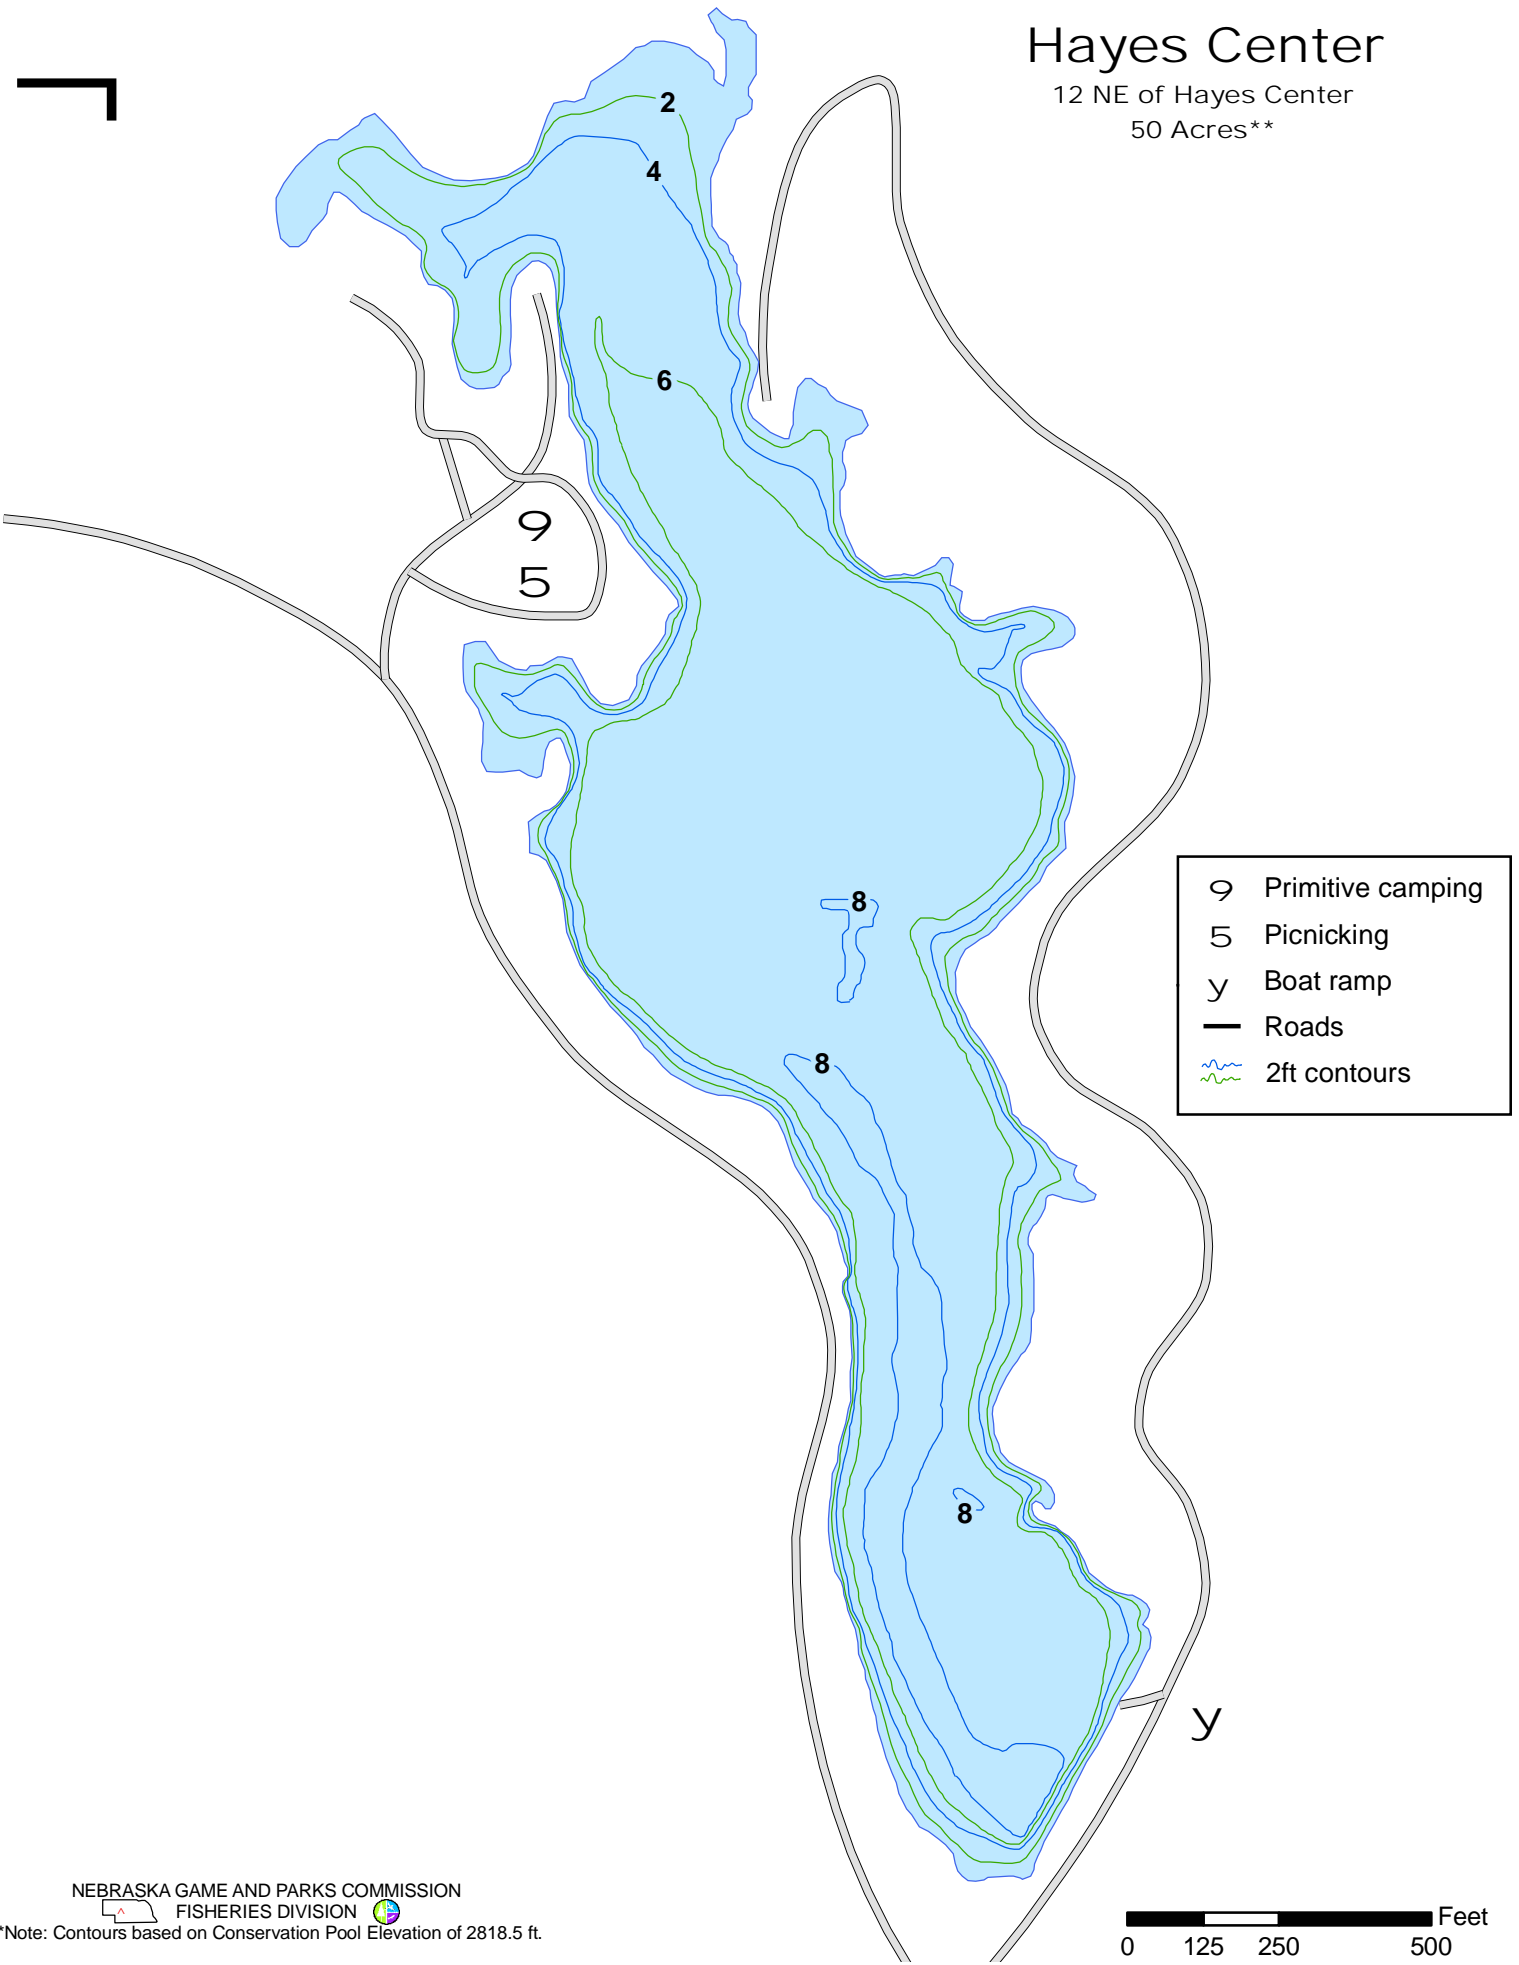 Hayes Center
12 NE of Hayes Center
50 Acres**
2
4
6
9
5
8
8
8
y
9 Primitive camping
5 Picnicking
y Boat ramp
Roads
2ft contours
NEBRASKA GAME AND PARKS COMMISSION
FISHERIES DIVISION
*Note: Contours based on Conservation Pool Elevation of 2818.5 ft.
Feet
0 125 250 500